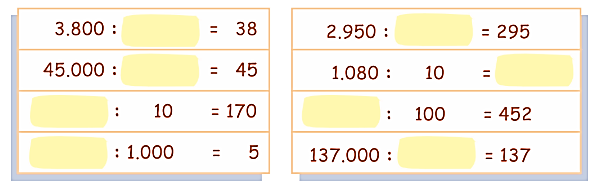 3.800 : = 38
45.000 : = 45
: 10 = 170
: 1.000 = 5
2.950 : = 295
1.080 : 10 =
: 100 = 452
137.000 : = 137